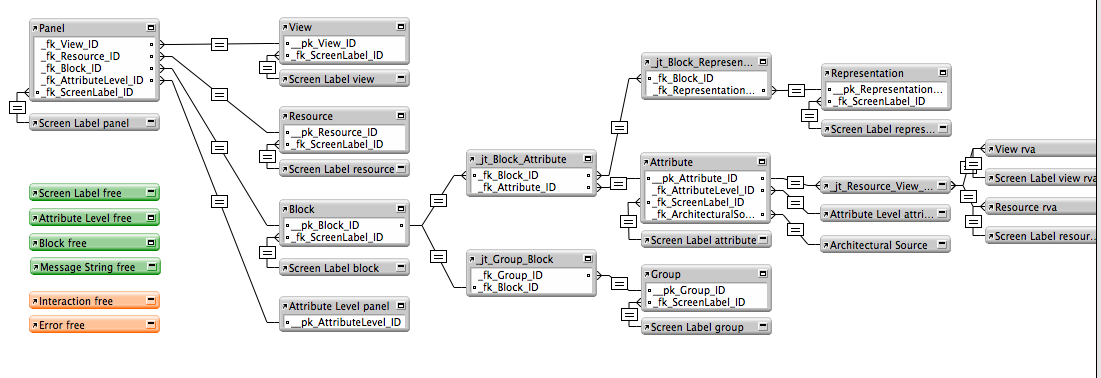 Panel
_fk_View_ID
_fk_Resource_ID
_fk_Block_ID
_fk_AttributeLevel_ID
_fk_ScreenLabel_ID
Screen Label panel
Screen Label free
Attribute Level free
Block free
Message String free
Interaction free
Error free
View
__pk_View_ID
_fk_ScreenLabel_ID
Screen Label view
Resource
__pk_Resource_ID
_fk_ScreenLabel_ID
Screen Label resource
Block
__pk_Block_ID
_fk_ScreenLabel_ID
Screen Label block
Attribute Level panel
__pk_AttributeLevel_ID
_jt_Block_Attribute
_fk_Block_ID
_fk_Attribute_ID
_jt_Group_Block
_fk_Group_ID
_fk_Block_ID
_jt_Block_Represen...
_fk_Block_ID
_fk_Representation...
Attribute
__pk_Attribute_ID
_fk_AttributeLevel_ID
_fk_ScreenLabel_ID
_fk_ArchitecturalSo...
Screen Label attribute
Group
__pk_Group_ID
_fk_ScreenLabel_ID
Screen Label group
Representation
__pk_Representation...
_fk_ScreenLabel_ID
Screen Label repres...
_jt_Resource_View_...
Attribute Level attri...
Architectural Source
View rva
Screen Label view rva
Resource rva
Screen Label resour...